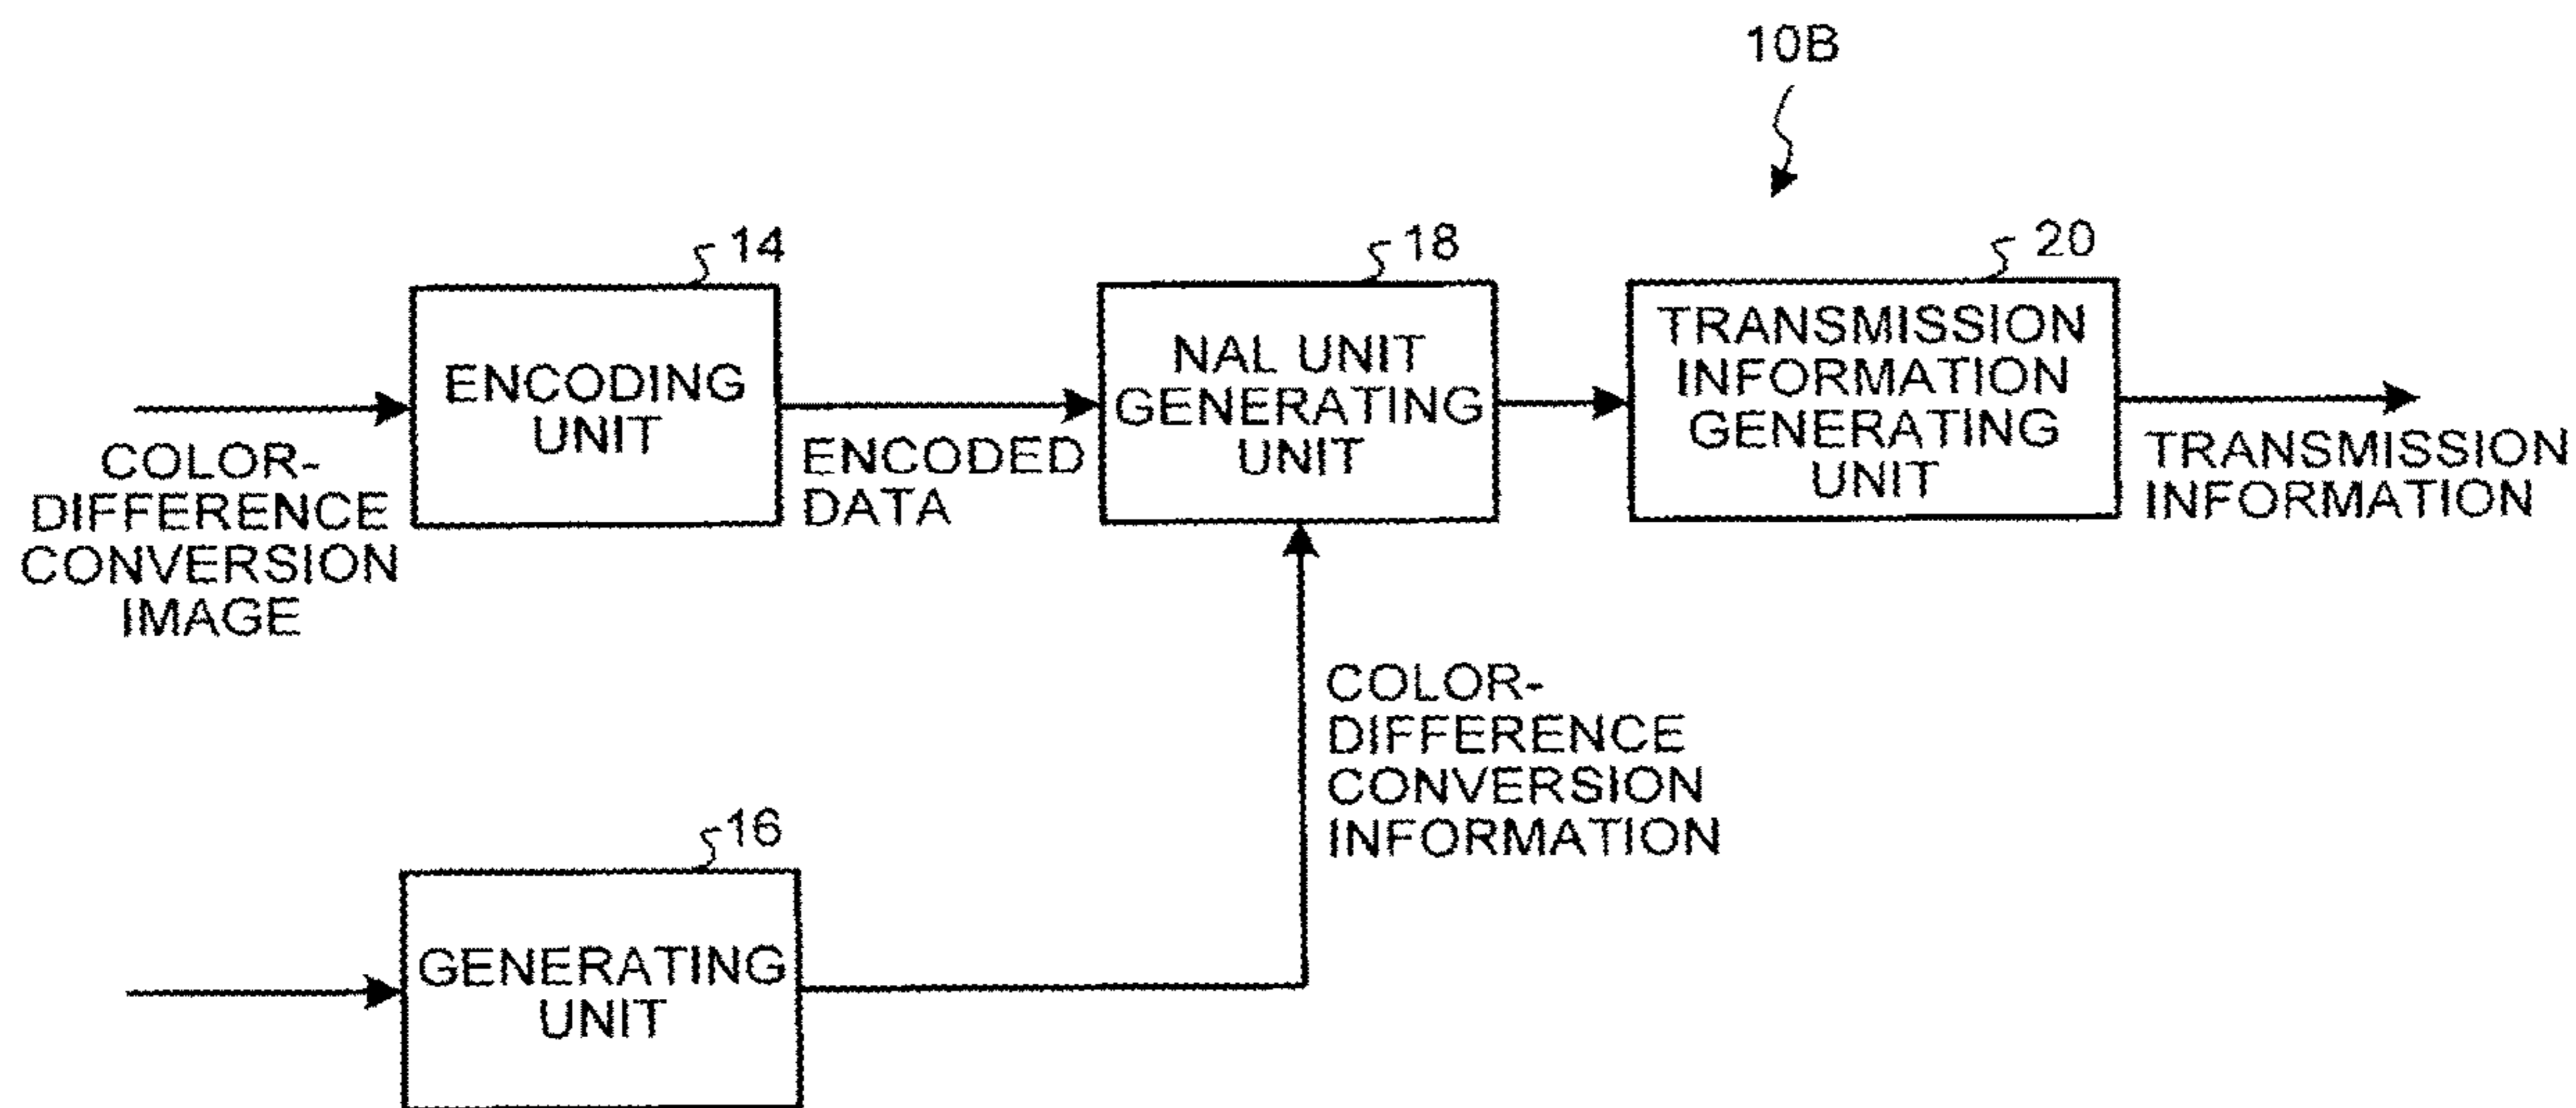 10B
14
18
20
ENCODING
UNIT
NAL UNIT
GENERATING
UNIT
TRANSMISSION
INFORMATION
GENERATING
UNIT
COLOR-
DIFFERENCE
CONVERSION
IMAGE
ENCODED
DATA
TRANSMISSION
INFORMATION
COLOR-
DIFFERENCE
CONVERSION
INFORMATION
16
GENERATING
UNIT